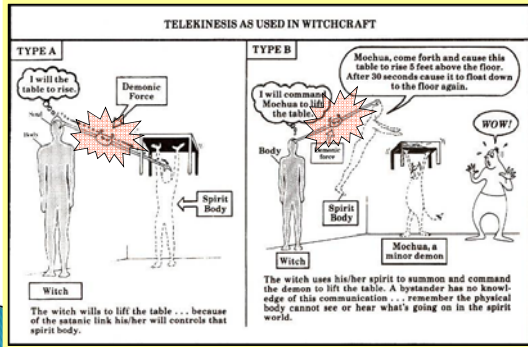 TELEKINESIS AS USED IN WITCHCRAFT
TYPE A
I will the
table to rise.
Soul
Body
Demonic
Force
Spirit
Body
Witch
The witch wills to lift the table . . . because
of the satanic link his/her will controls that
spirit body.
TYPE B
Mochua, come forth and cause this
table to rise 5 feet above the floor.
After 30 seconds cause it to float down
to the floor again.
I will command
Mochua to lift
the table.
Body
Demonic
force
Spirit
Body
WOW!
Witch
Mochua, a
minor demon
The witch uses his/her spirit to summon and command
the demon to lift the table. A bystander has no knowl-
edge of this communication . . . remember the physical
body cannot see or hear what's going on in the spirit
world.